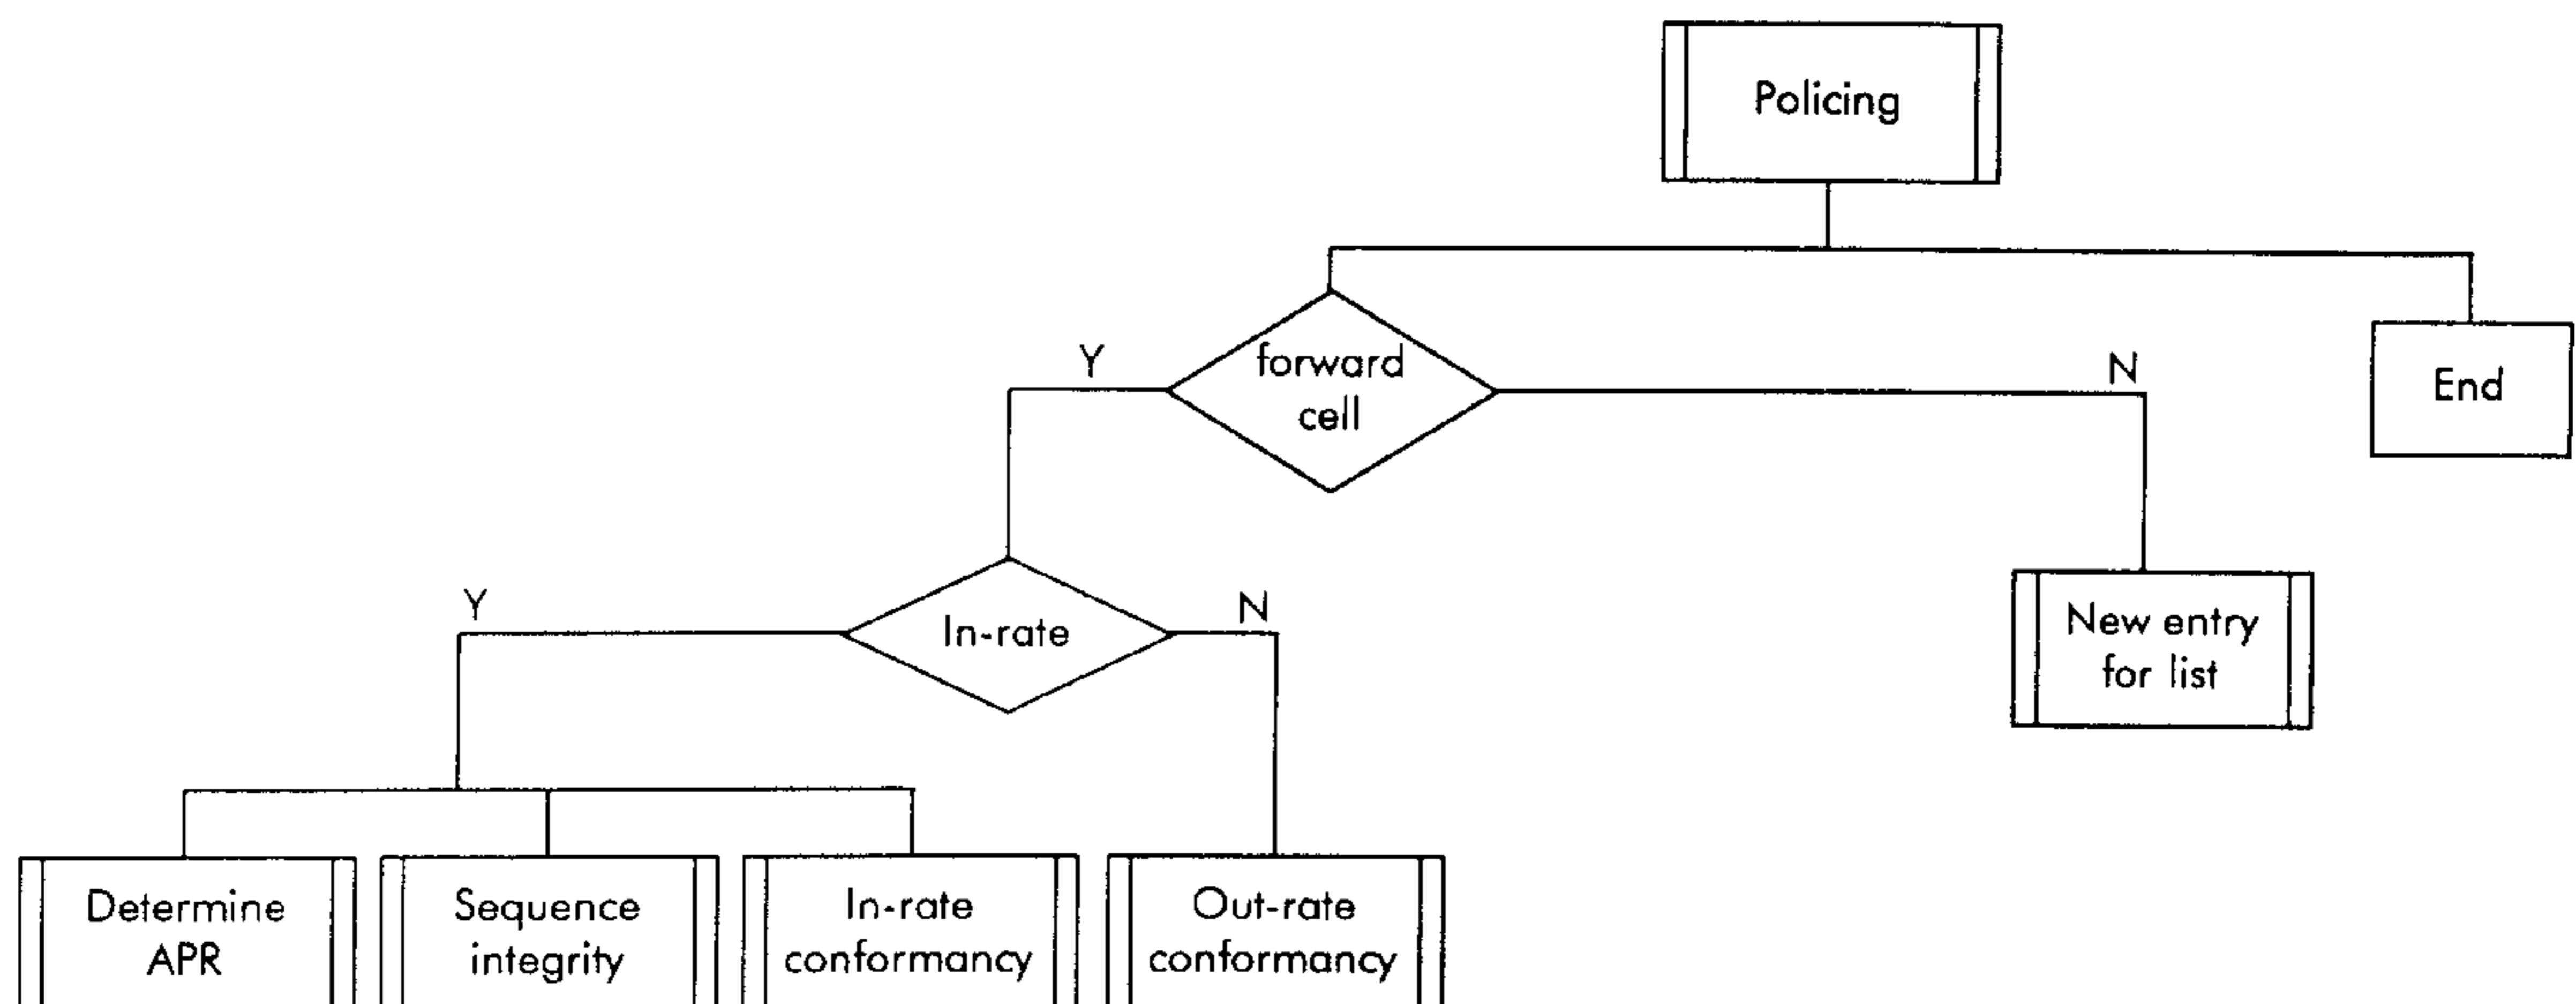 Policing
Y
forward
cell
N
End
Y
In-rate
N
New entry
for list
Determine
APR
Sequence
integrity
In-rate
conformancy
Out-rate
conformancy